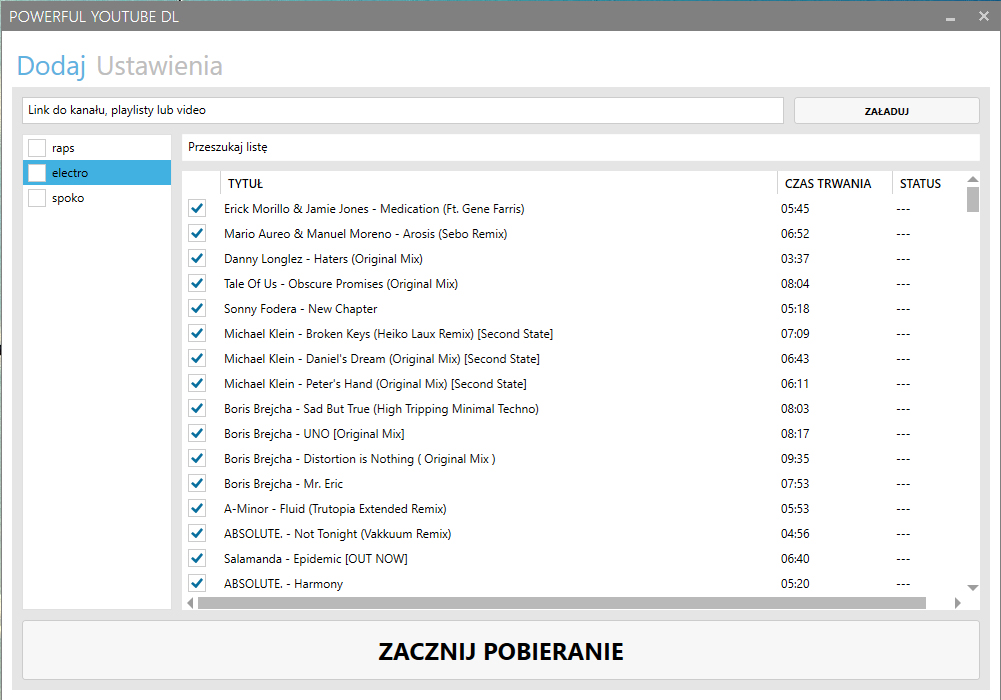 POWERFUL YOUTUBE DL
Dodaj Ustawienia
Link do kanału, playlisty lub video
ZAŁADUJ
raps
electro
spoko
Przeszukaj listę
TYTUŁ CZAS TRWANIA STATUS
Erick Morillo & Jamie Jones - Medication (Ft. Gene Farris) 05:45 ---
Mario Aureo & Manuel Moreno - Arosis (Sebo Remix) 06:52 ---
Danny Longlez - Haters (Original Mix) 03:37 ---
Tale Of Us - Obscure Promises (Original Mix) 08:04 ---
Sonny Fodera - New Chapter 05:18 ---
Michael Klein - Broken Keys (Heiko Laux Remix) [Second State] 07:09 ---
Michael Klein - Daniel's Dream (Original Mix) [Second State] 06:43 ---
Michael Klein - Peter's Hand (Original Mix) [Second State] 06:11 ---
Boris Brejcha - Sad But True (High Tripping Minimal Techno) 08:03 ---
Boris Brejcha - UNO [Original Mix] 08:17 ---
Boris Brejcha - Distortion is Nothing ( Original Mix ) 09:35 ---
Boris Brejcha - Mr. Eric 07:53 ---
A-Minor - Fluid (Trutopia Extended Remix) 05:53 ---
ABSOLUTE. - Not Tonight (Vakkuum Remix) 04:56 ---
Salamanda - Epidemic [OUT NOW] 06:40 ---
ABSOLUTE. - Harmony 05:20 ---
ZACZNIJ POBIERANIE